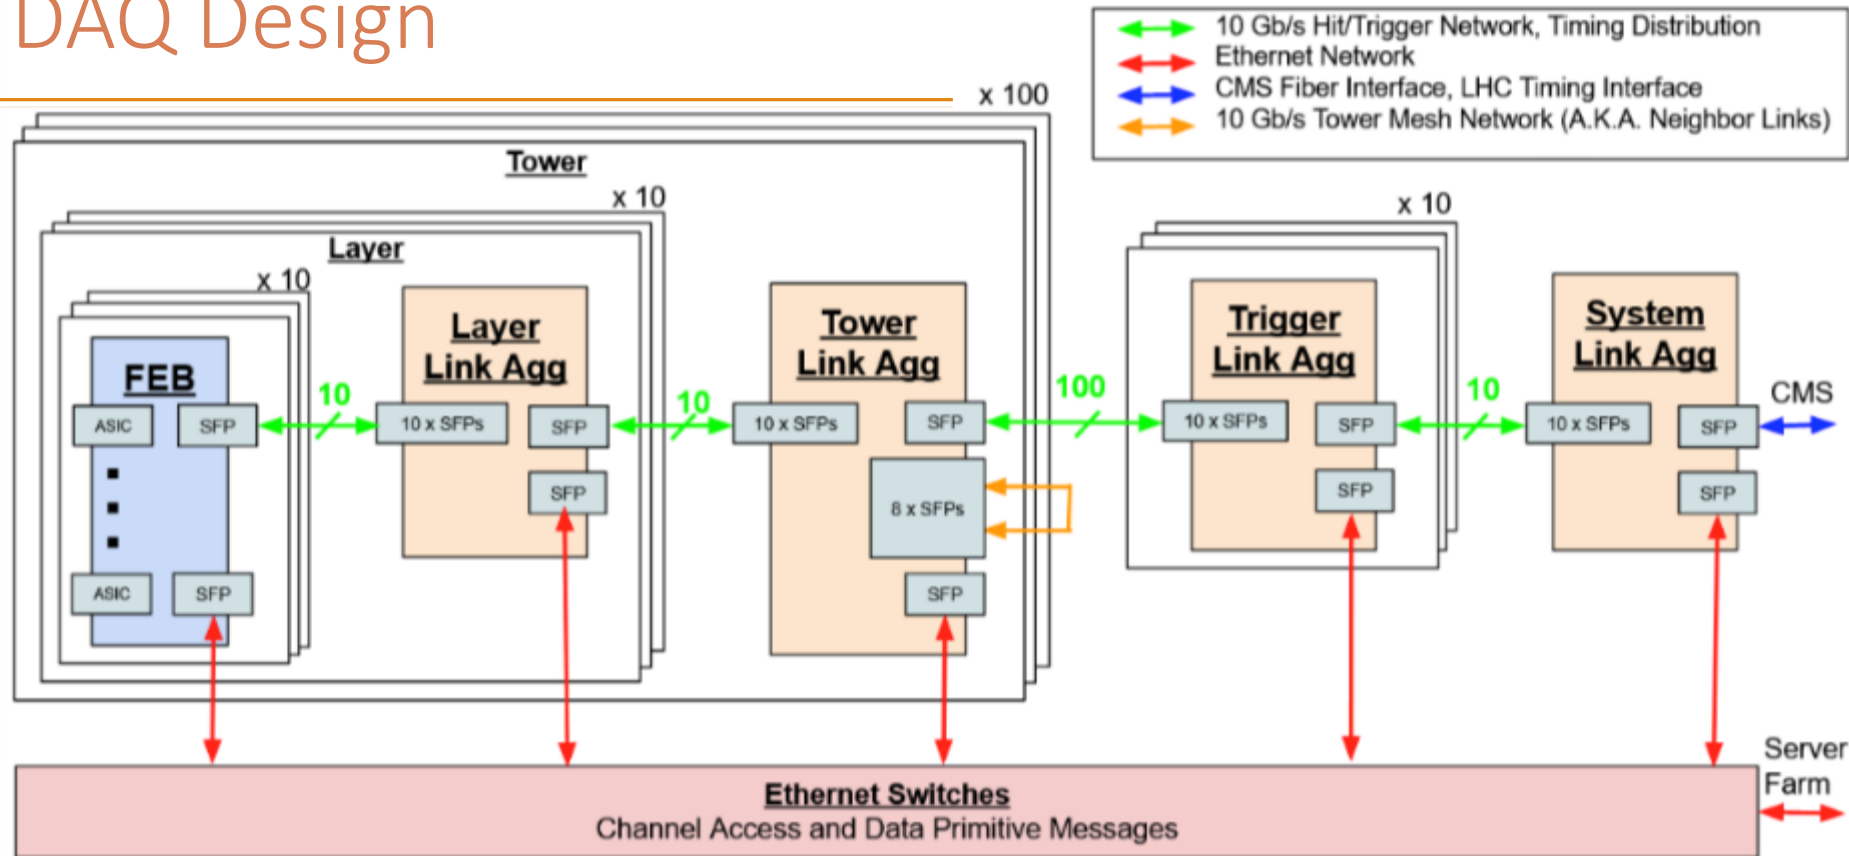 DAQ Design
10 Gb/s Hit/Trigger Network, Timing Distribution
Ethernet Network
CMS Fiber Interface, LHC Timing Interface
10 Gb/s Tower Mesh Network (A.K.A. Neighbor Links)
x 100
Tower
x 10
Layer
x 10
FEB
ASIC
SFP
ASIC
SFP
10
Layer
Link Agg
10 x SFPs
SFP
SFP
10
Tower
Link Agg
10 x SFPs
SFP
8 x SFPs
SFP
100
x 10
Trigger
Link Agg
10 x SFPs
SFP
SFP
10
System
Link Agg
10 x SFPs
SFP
SFP
CMS
Server
Farm
Ethernet Switches
Channel Access and Data Primitive Messages